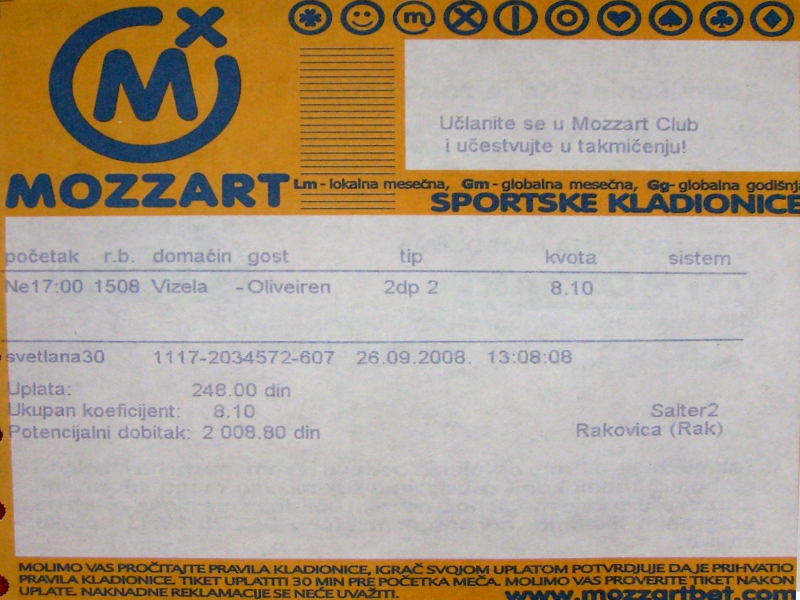 Učlanite se u Mozzart Club
i učestvujte u takmičenju!
MOZZART
Lm - lokalna mesečna, Gm - globalna mesečna, Gg - globalna godišnja
SPORTSKE KLADIONICE
početak r.b. domaćin gost tip kvota sistem
Ne17:00 1508 Vizela - Oliveiren 2dp 2 8.10
svetlana30 1117-2034572-607 26.09.2008. 13:08:08
Uplata: 248.00 din
Ukupan koeficijent: 8.10 Salter2
Potencijalni dobitak: 2 008.80 din Rakovica (Rak)
MOLIMO VAS PROČITAJTE PRAVILA KLADIONICE, IGRAČ SVOJOM UPLATOM POTVRDJUJE DA JE PRIHVATIO
PRAVILA KLADIONICE. TIKET UPLATITI 30 MIN PRE POČETKA MEČA. MOLIMO VAS PROVERITE TIKET NAKON
UPLATE. NAKNADNE REKLAMACIJE SE NEĆE UVAŽITI. www.mozzartbet.com